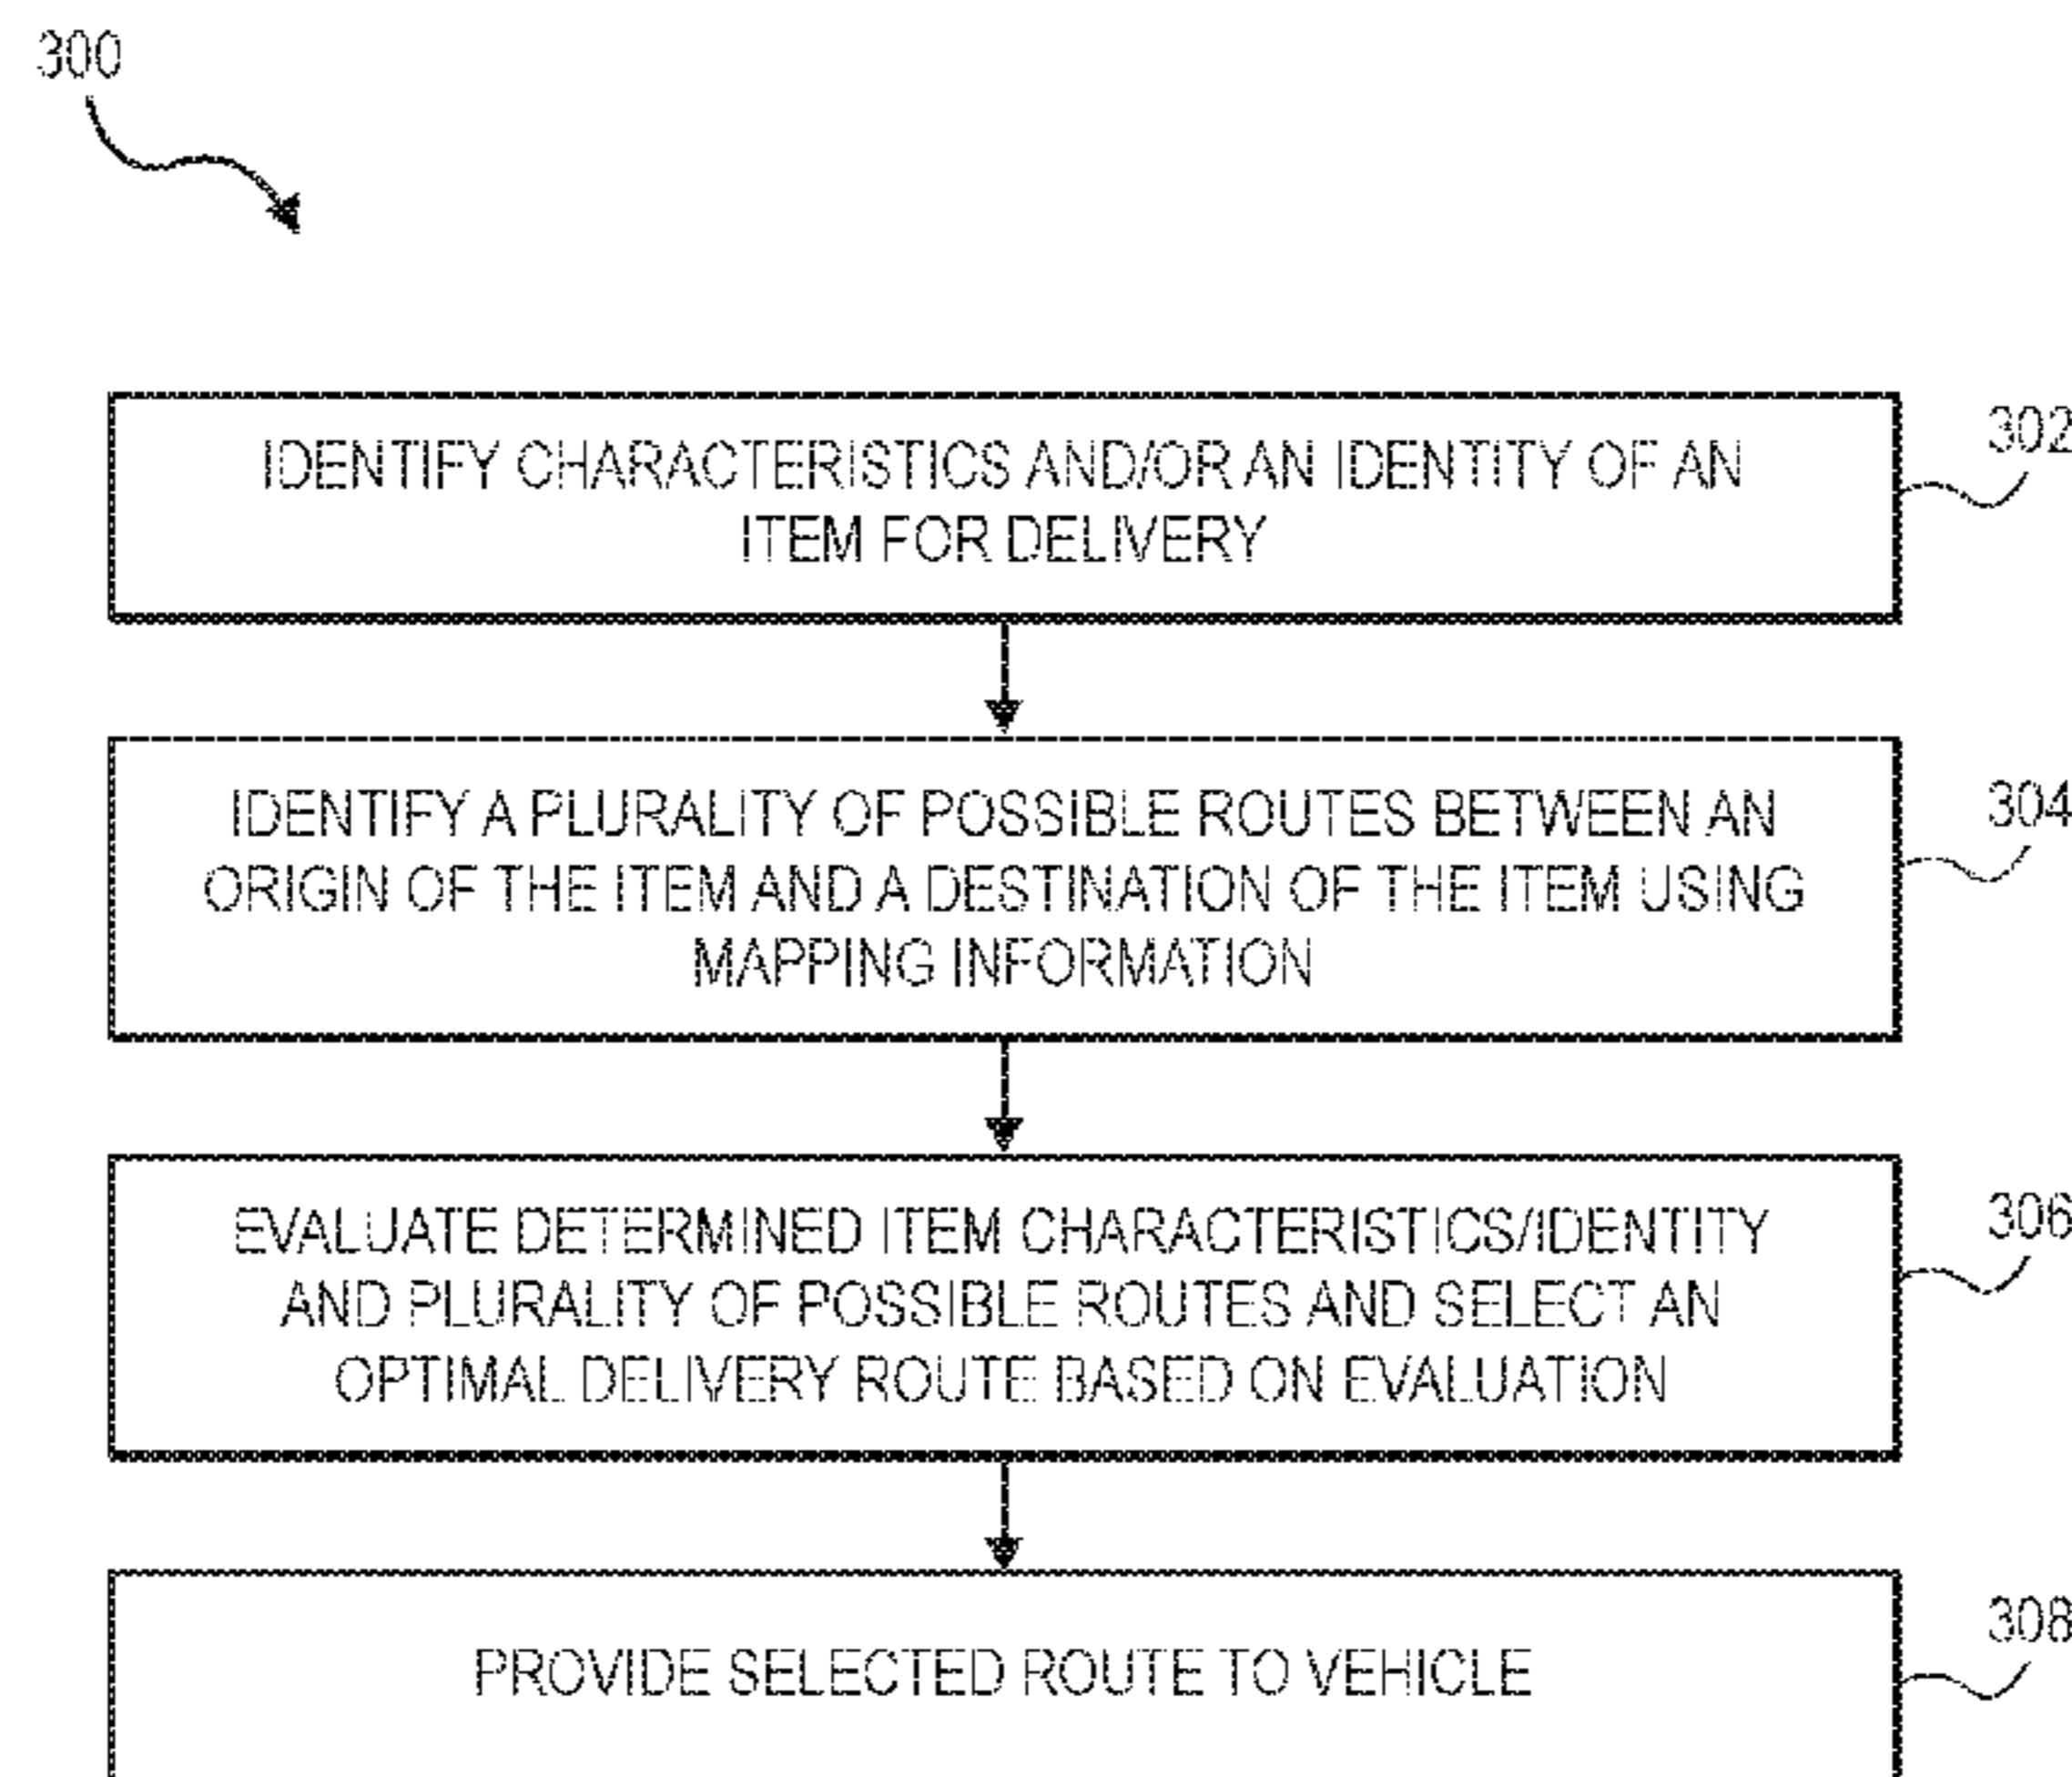 300
IDENTIFY CHARACTERISTICS AND/OR AN IDENTITY OF AN
ITEM FOR DELIVERY
302
IDENTIFY A PLURALITY OF POSSIBLE ROUTES BETWEEN AN
ORIGIN OF THE ITEM AND A DESTINATION OF THE ITEM USING
MAPPING INFORMATION
304
EVALUATE DETERMINED ITEM CHARACTERISTICS/IDENTITY
AND PLURALITY OF POSSIBLE ROUTES AND SELECT AN
OPTIMAL DELIVERY ROUTE BASED ON EVALUATION
306
PROVIDE SELECTED ROUTE TO VEHICLE
308